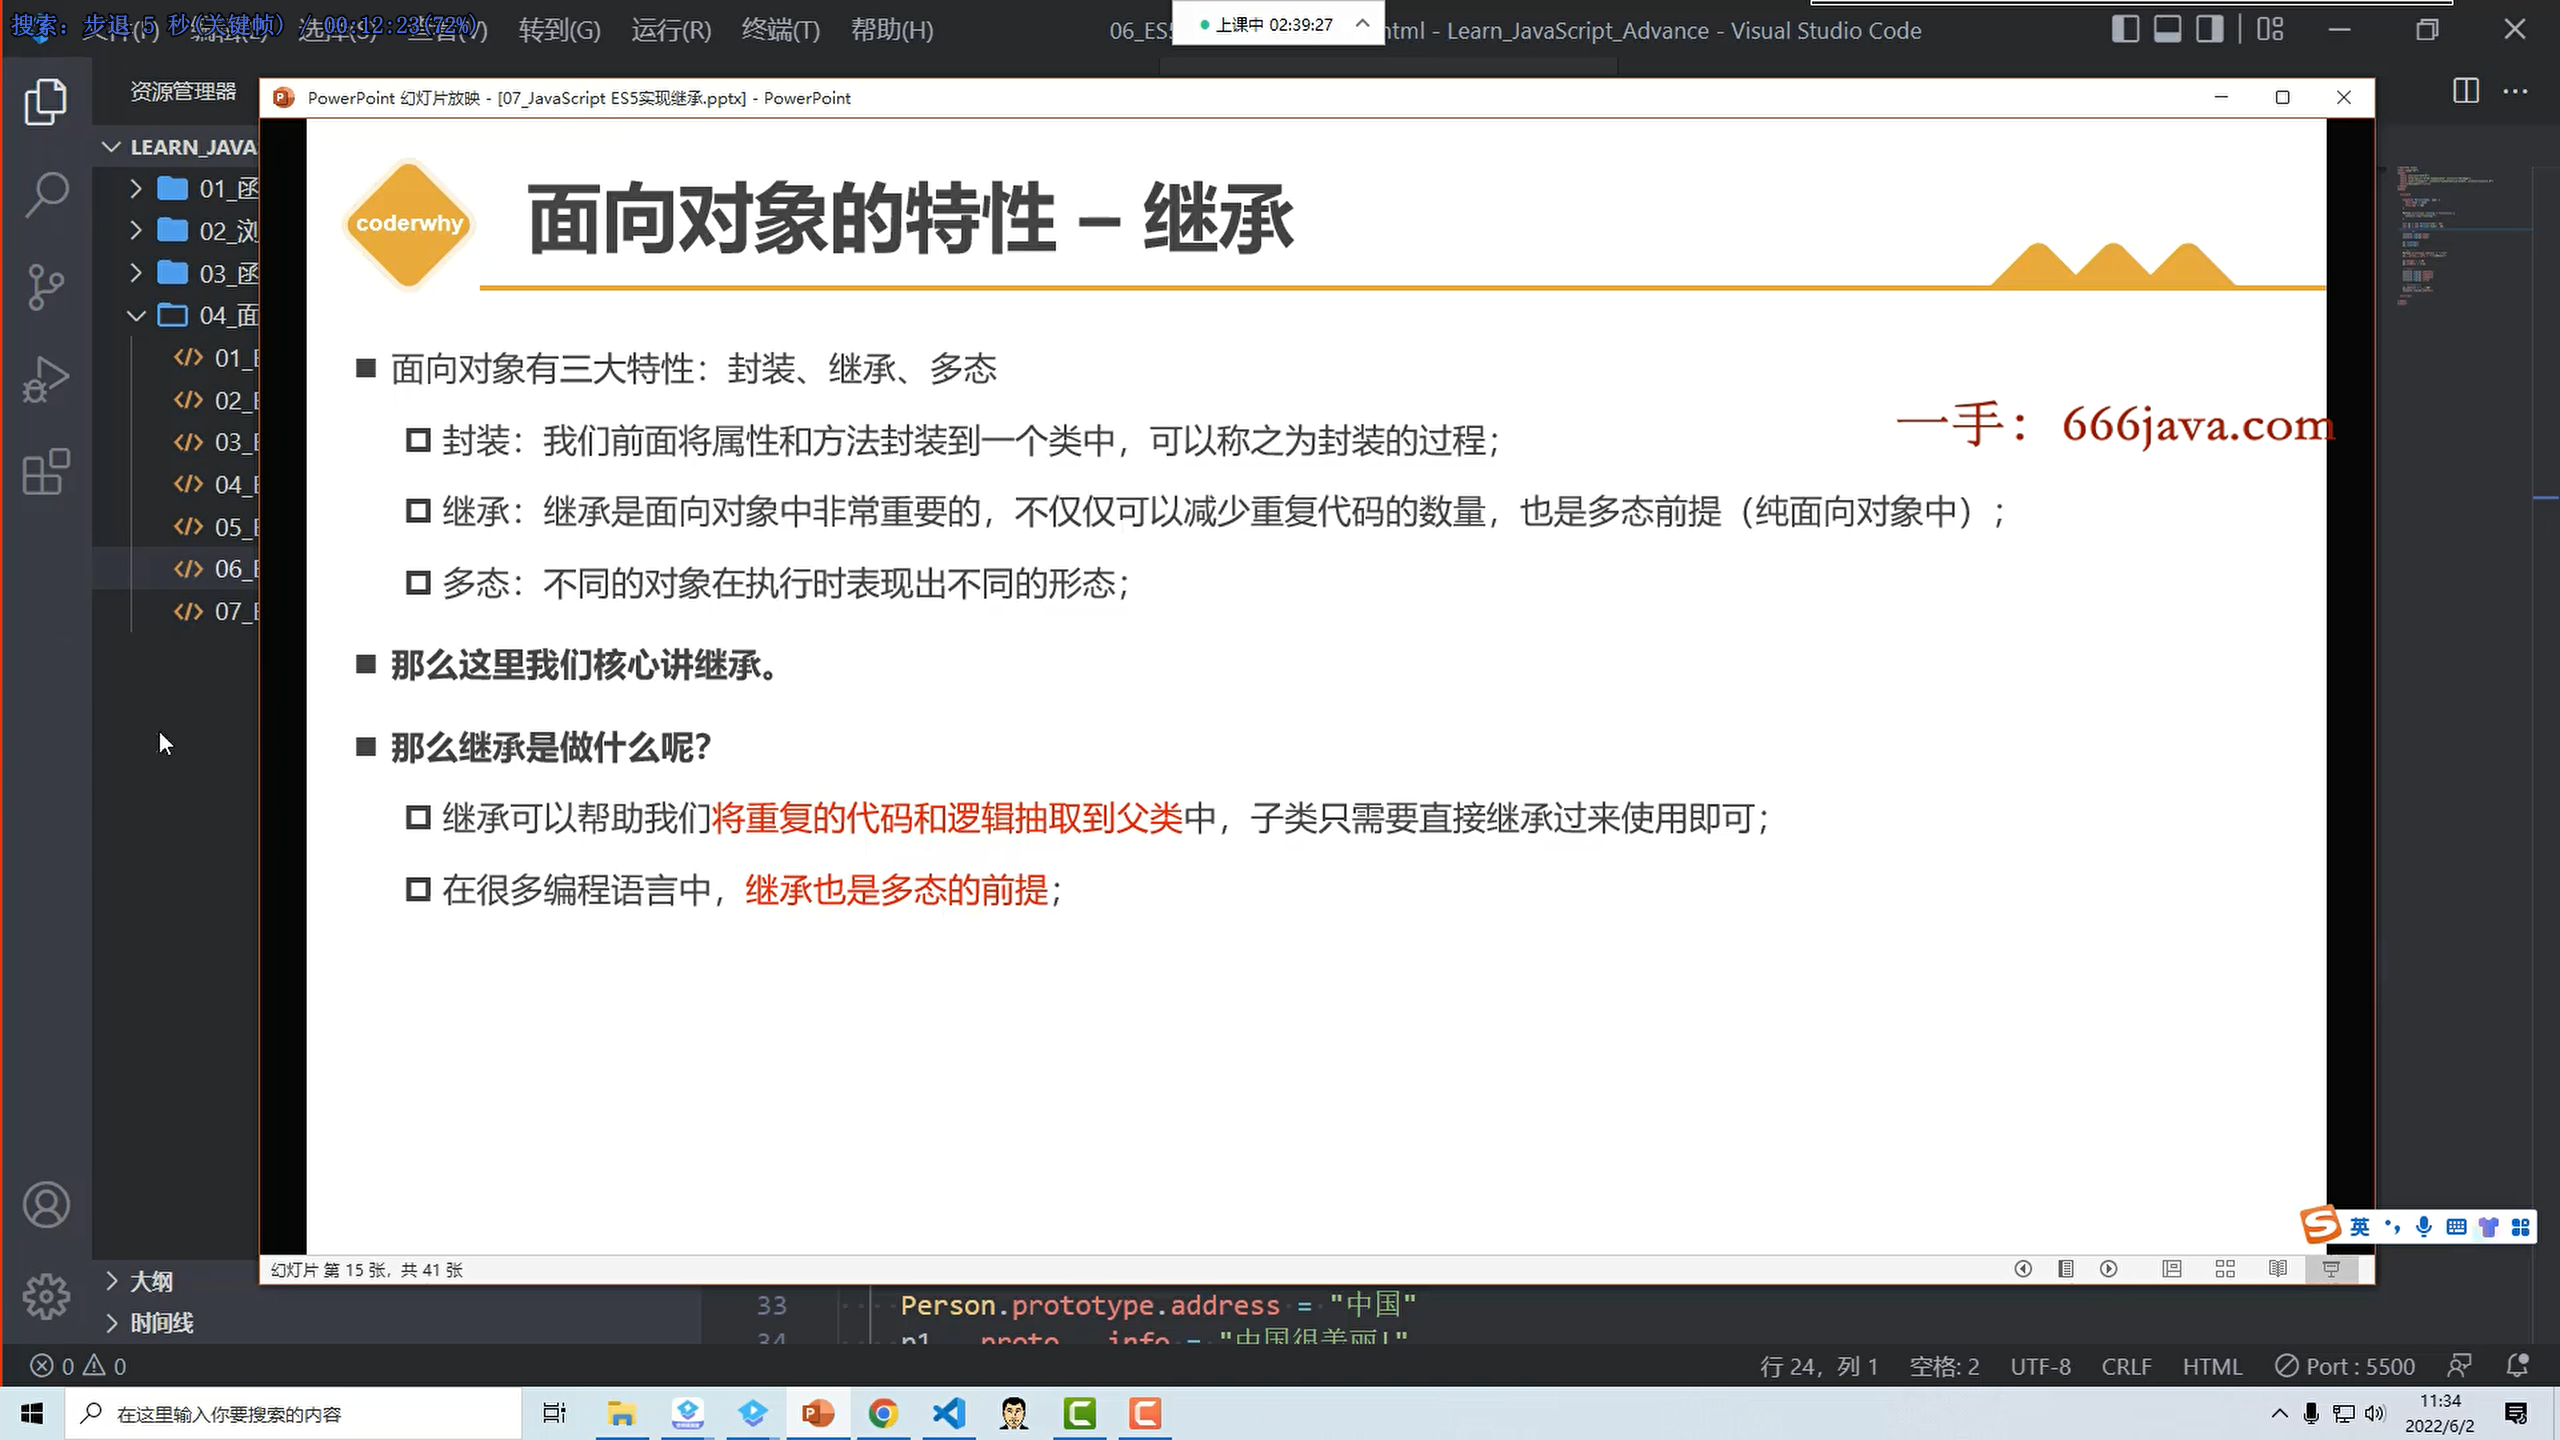 搜索: 步退 5 秒(关键帧) / 00:12:23(72%)
转到(G) 运行(R) 终端(T) 帮助(H)
上课中 02:39:27
06_ES
html - Learn_JavaScript_Advance - Visual Studio Code
资源管理器
PowerPoint 幻灯片放映 - [07_JavaScript ES5实现继承.pptx] - PowerPoint
LEARN_JAVA
01_函
02_浏
03_函
04_面
01_E
02_E
03_E
04_E
05_E
06_E
07_E
coderwhy
面向对象的特性 – 继承
面向对象有三大特性：封装、继承、多态
一手：666java.com
封装：我们前面将属性和方法封装到一个类中，可以称之为封装的过程；
继承：继承是面向对象中非常重要的，不仅仅可以减少重复代码的数量，也是多态前提（纯面向对象中）；
多态：不同的对象在执行时表现出不同的形态；
那么这里我们核心讲继承。
那么继承是做什么呢？
继承可以帮助我们将重复的代码和逻辑抽取到父类中，子类只需要直接继承过来使用即可；
在很多编程语言中，继承也是多态的前提；
英
幻灯片 第 15 张，共 41 张
大纲
时间线
33 Person.prototype.address = "中国"
34 p1.__proto__.info = "中国很美丽!"
0 0
行 24，列 1 空格: 2 UTF-8 CRLF HTML Port : 5500
在这里输入你要搜索的内容
11:34
2022/6/2